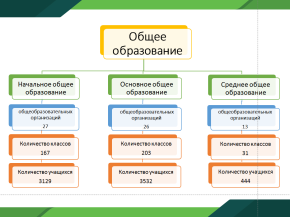 Общее
образование
Начальное общее
образование
Основное общее
образование
Среднее общее
образование
общеобразовательных
организаций
27
общеобразовательных
организаций
26
общеобразовательных
организаций
13
Количество классов
167
Количество классов
203
Количество классов
31
Количество учащихся
3129
Количество учащихся
3532
Количество учащихся
444